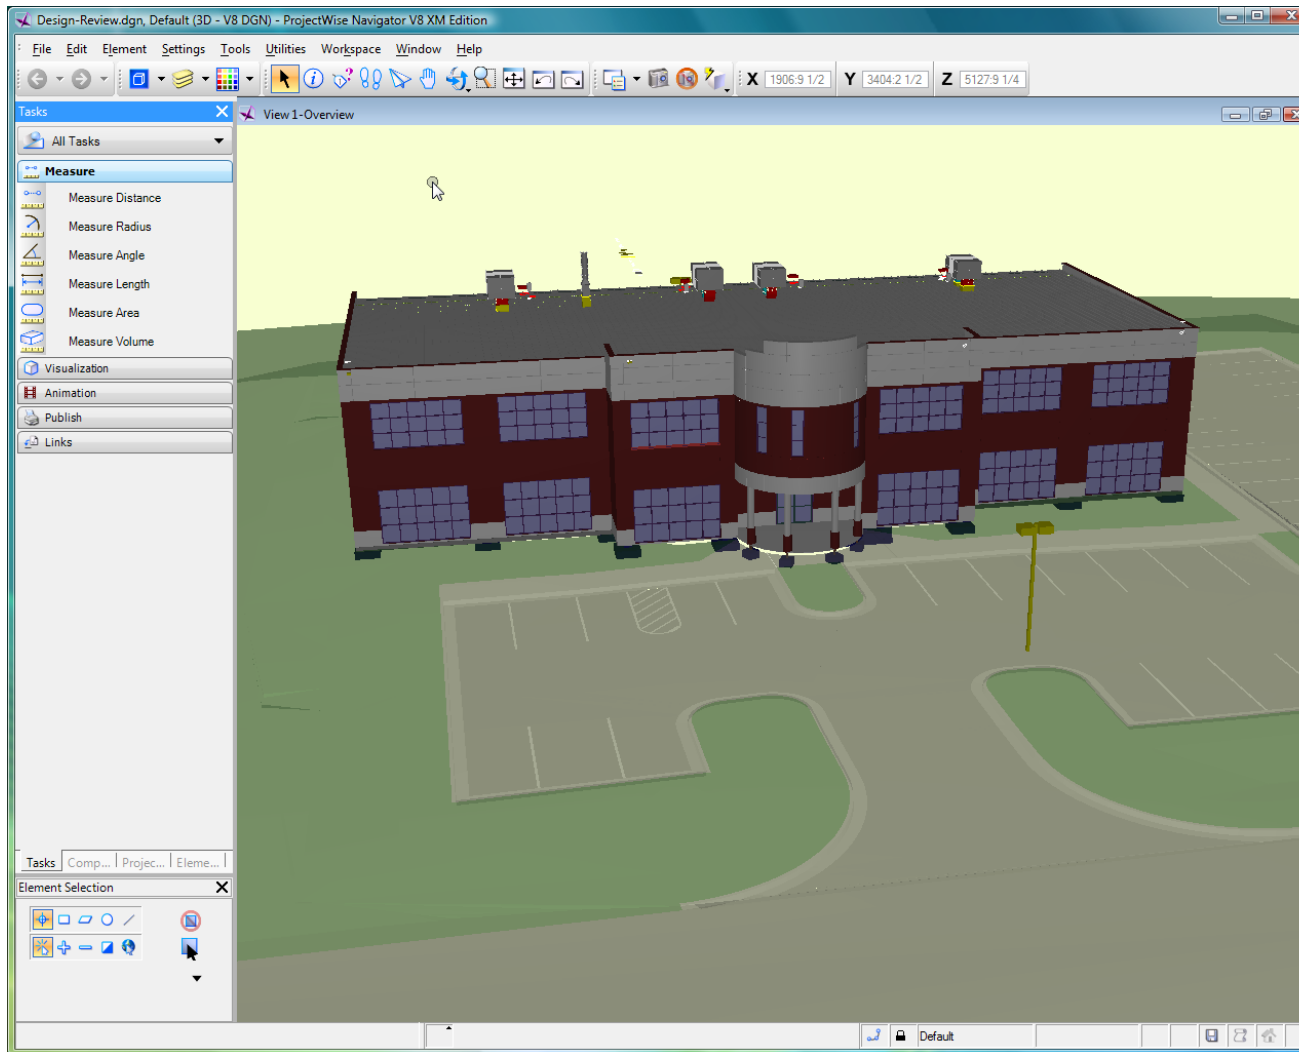 Design-Review.dgn, Default (3D - V8 DGN) - ProjectWise Navigator V8 XM Edition
File Edit Element Settings Tools Utilities Workspace Window Help
X 1906:9 1/2 Y 3404:2 1/2 Z 5127:9 1/4
Tasks
View 1-Overview
All Tasks
Measure
Measure Distance
Measure Radius
Measure Angle
Measure Length
Measure Area
Measure Volume
Visualization
Animation
Publish
Links
Tasks Comp... Projec... Eleme...
Element Selection
Default